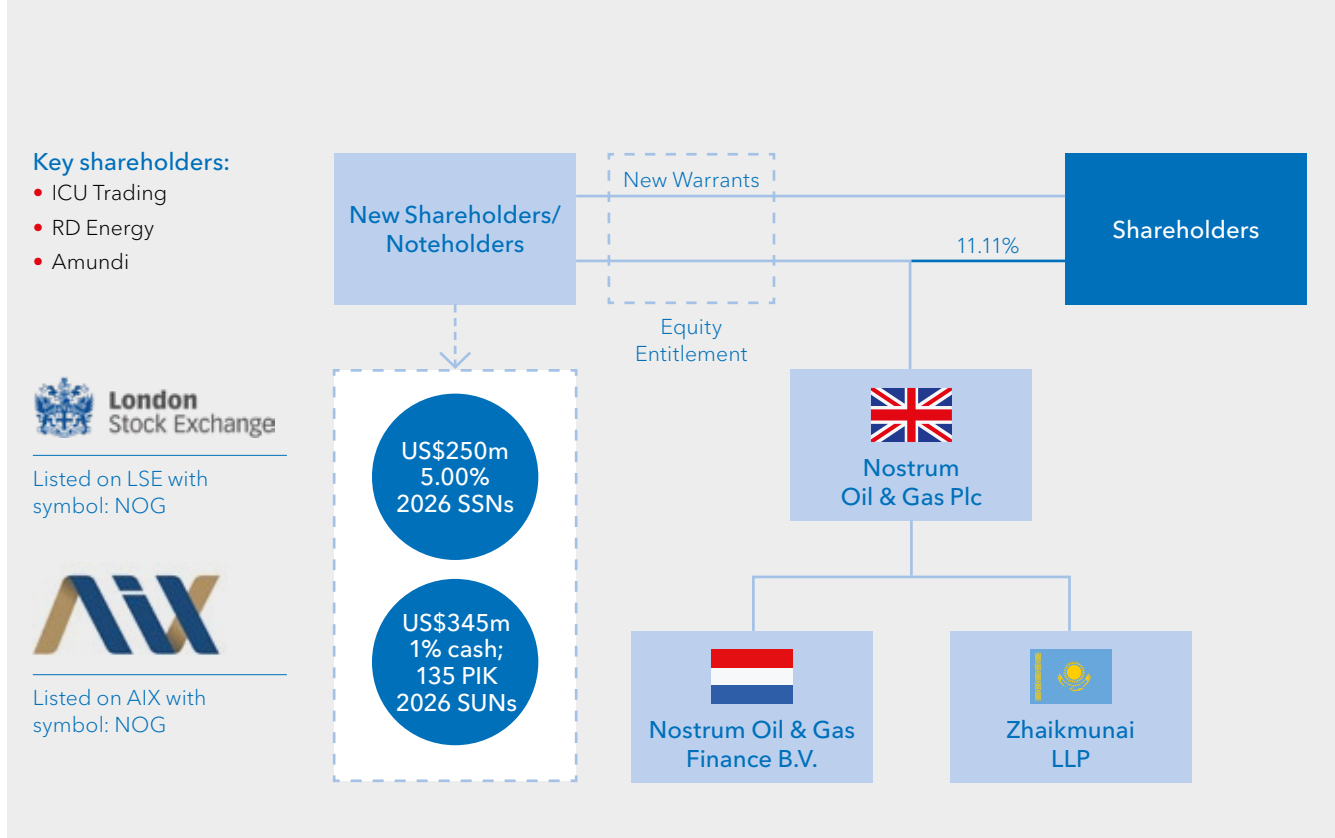 Key shareholders:
• ICU Trading
• RD Energy
• Amundi
New Shareholders/
Noteholders
New Warrants
Equity
Entitlement
11.11%
Shareholders
London
Stock Exchange
Listed on LSE with
symbol: NOG
AIX
Listed on AIX with
symbol: NOG
US$250m
5.00%
2026 SSNs
US$345m
1% cash;
135 PIK
2026 SUNs
Nostrum
Oil & Gas Plc
Nostrum Oil & Gas
Finance B.V.
Zhaikmunai
LLP